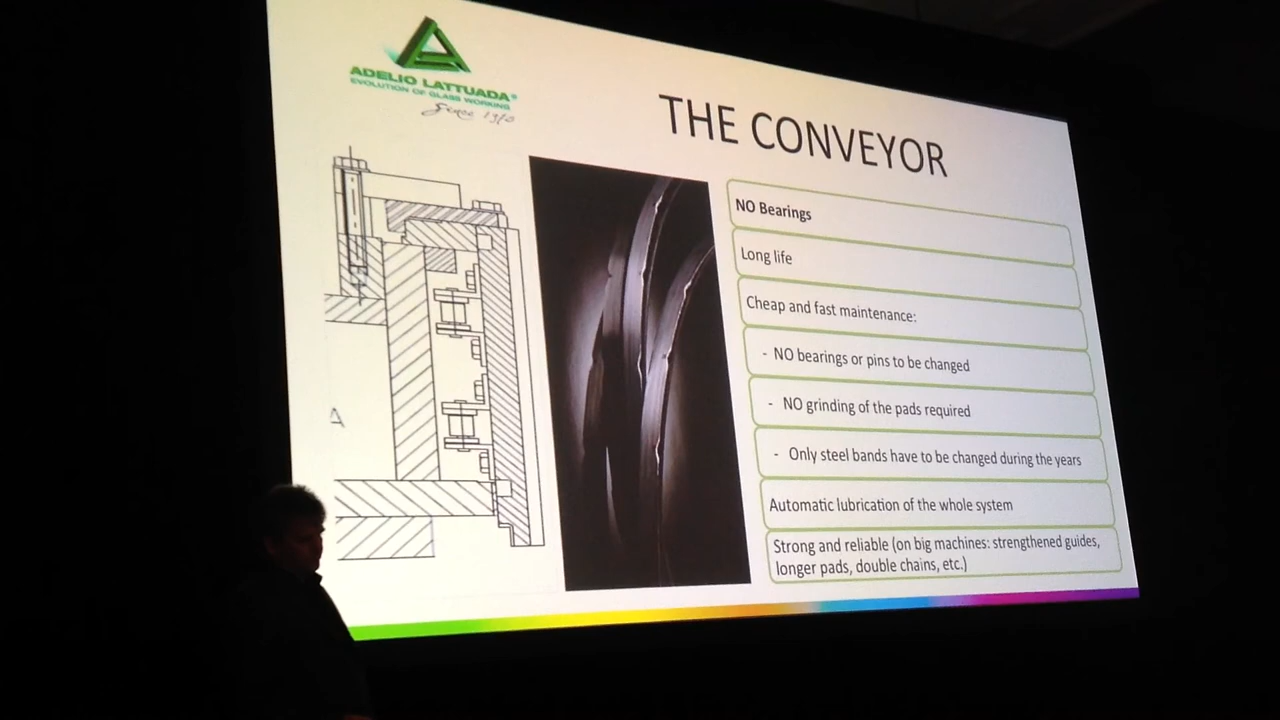 ADELIO LATTUADA®
EVOLUTION OF GLASS WORKING
Since 1978
THE CONVEYOR
NO Bearings
Long life
Cheap and fast maintenance:
- NO bearings or pins to be changed
- NO grinding of the pads required
- Only steel bands have to be changed during the years
Automatic lubrication of the whole system
Strong and reliable (on big machines: strengthened guides,
longer pads, double chains, etc.)
A